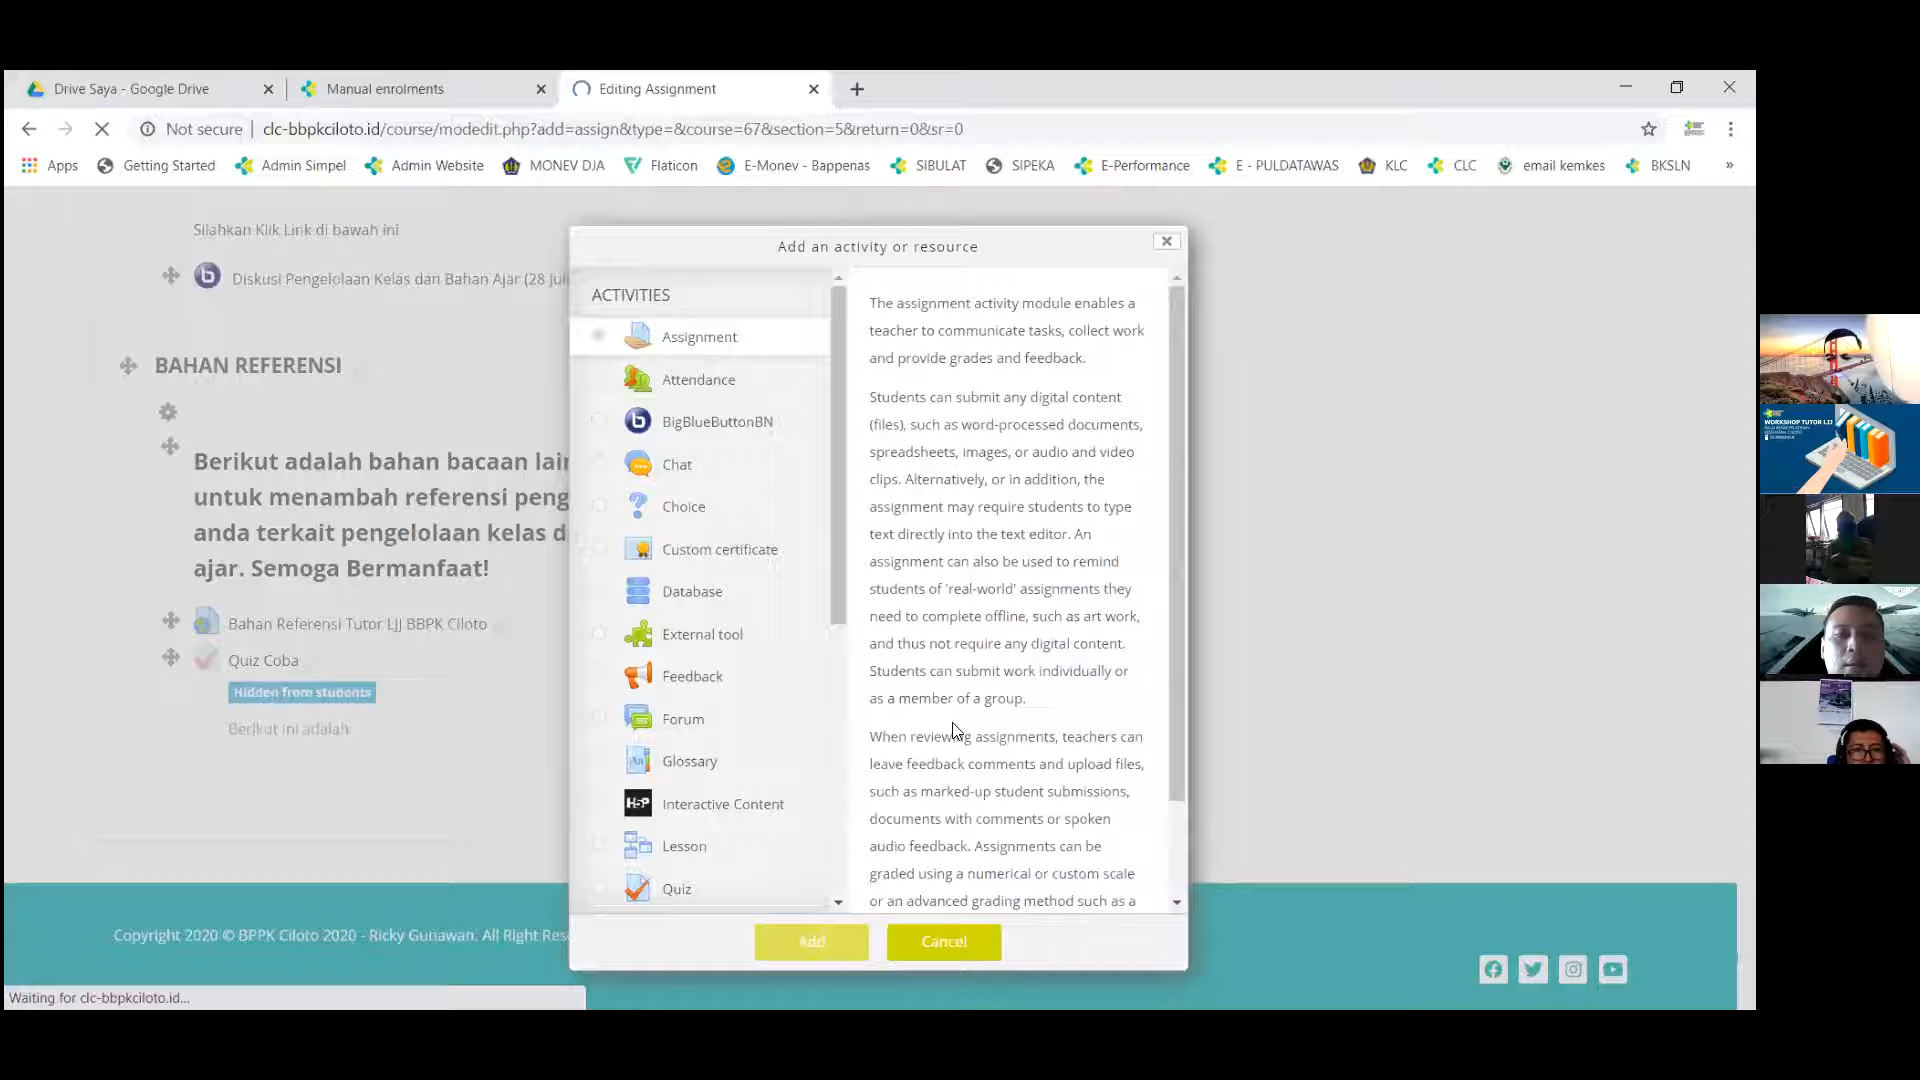 Drive Saya - Google Drive
Manual enrolments
Editing Assignment
Not secure
clc-bbpkciloto.id/course/modedit.php?add=assign&type=&course=67&section=5&return=0&sr=0
Apps
Getting Started
Admin Simpel
Admin Website
MONEV DJA
Flaticon
E-Monev - Bappenas
SIBULAT
SIPEKA
E-Performance
E - PULDATAWAS
KLC
CLC
email kemkes
BKSLN
»
Silahkan Klik Link di bawah ini
Diskusi Pengelolaan Kelas dan Bahan Ajar (28 Jul
BAHAN REFERENSI
Berikut adalah bahan bacaan lain
untuk menambah referensi peng
anda terkait pengelolaan kelas d
ajar. Semoga Bermanfaat!
Bahan Referensi Tutor LJJ BBPK Ciloto
Quiz Coba
Hidden from students
Berikut ini adalah
Add an activity or resource
ACTIVITIES
Assignment
Attendance
BigBlueButtonBN
Chat
Choice
Custom certificate
Database
External tool
Feedback
Forum
Glossary
H5P
Interactive Content
Lesson
Quiz
The assignment activity module enables a
teacher to communicate tasks, collect work
and provide grades and feedback.
Students can submit any digital content
(files), such as word-processed documents,
spreadsheets, images, or audio and video
clips. Alternatively, or in addition, the
assignment may require students to type
text directly into the text editor. An
assignment can also be used to remind
students of 'real-world' assignments they
need to complete offline, such as art work,
and thus not require any digital content.
Students can submit work individually or
as a member of a group.
When reviewing assignments, teachers can
leave feedback comments and upload files,
such as marked-up student submissions,
documents with comments or spoken
audio feedback. Assignments can be
graded using a numerical or custom scale
or an advanced grading method such as a
Add
Cancel
Copyright 2020 © BPPK Ciloto 2020 - Ricky Gunawan. All Right Res
Waiting for clc-bbpkciloto.id...
WORKSHOP TUTOR LJJ